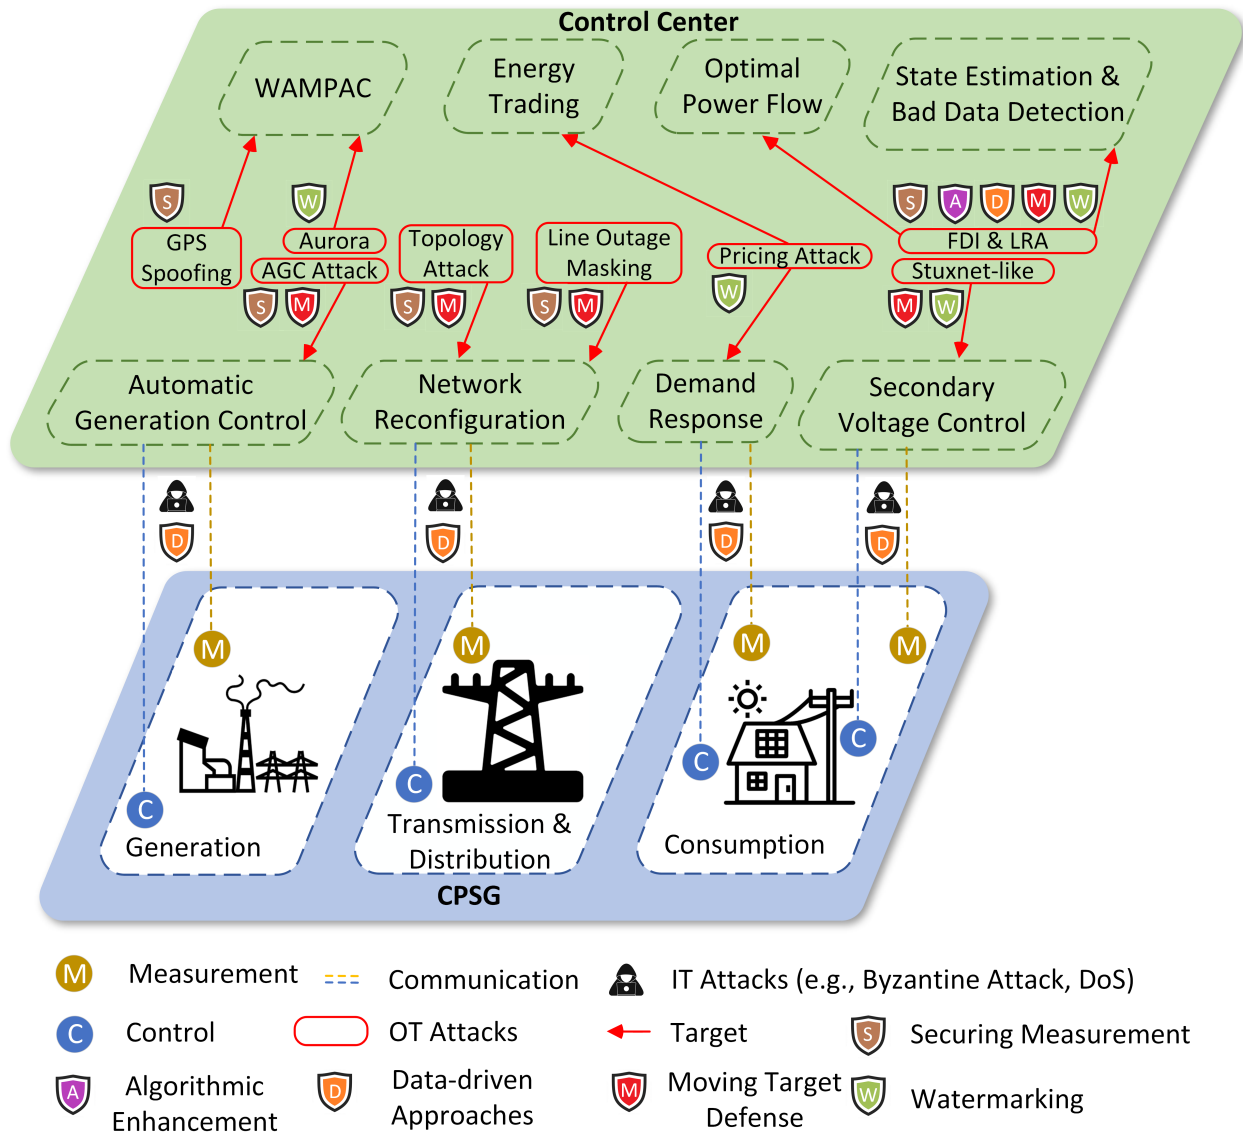 Control Center
WAMPAC
Energy
Trading
Optimal
Power Flow
State Estimation &
Bad Data Detection
S
W
S
A
D
M
W
GPS
Spoofing
Aurora
AGC Attack
S
M
Topology
Attack
S
M
Line Outage
Masking
S
M
Pricing Attack
W
FDI & LRA
Stuxnet-like
M
W
Automatic
Generation Control
Network
Reconfiguration
Demand
Response
Secondary
Voltage Control
D
D
D
D
M
M
M
M
C
C
C
C
Generation
Transmission &
Distribution
Consumption
CPSG
M Measurement
Communication
IT Attacks (e.g., Byzantine Attack, DoS)
C Control
OT Attacks
Target
S Securing Measurement
A Algorithmic
Enhancement
D Data-driven
Approaches
M Moving Target
Defense
W Watermarking